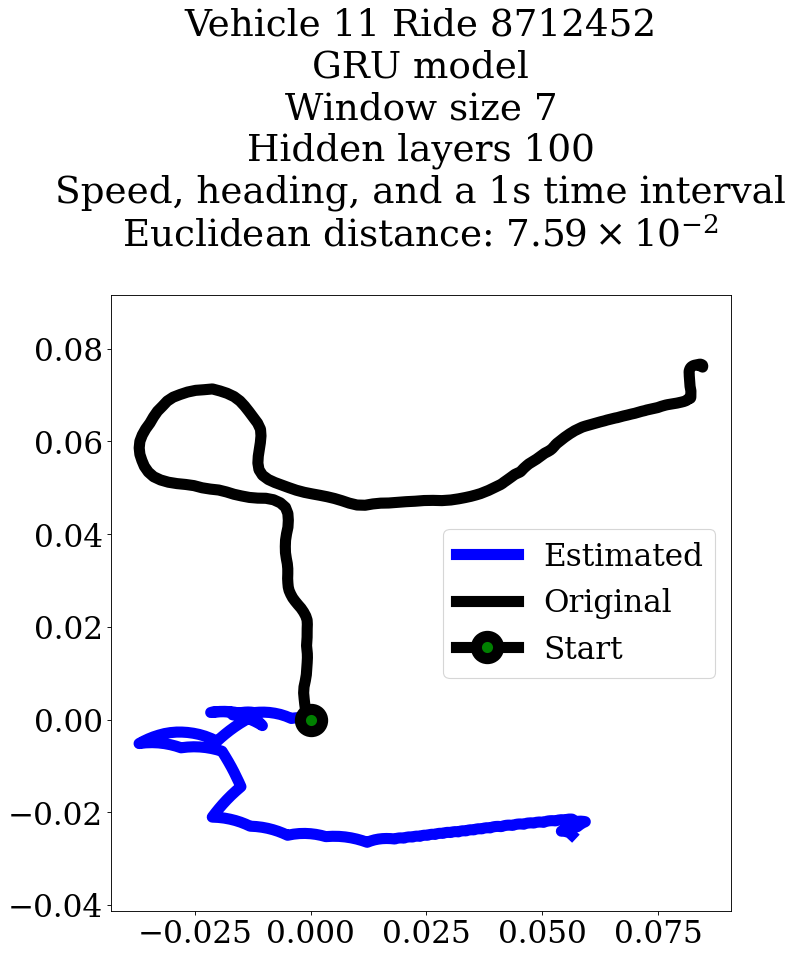 Vehicle 11 Ride 8712452
GRU model
Window size 7
Hidden layers 100
Speed, heading, and a 1s time interval
Euclidean distance: 7.59 × 10⁻²
0.08
0.06
0.04
0.02
0.00
−0.02
−0.04
Estimated
Original
Start
−0.025 0.000 0.025 0.050 0.075